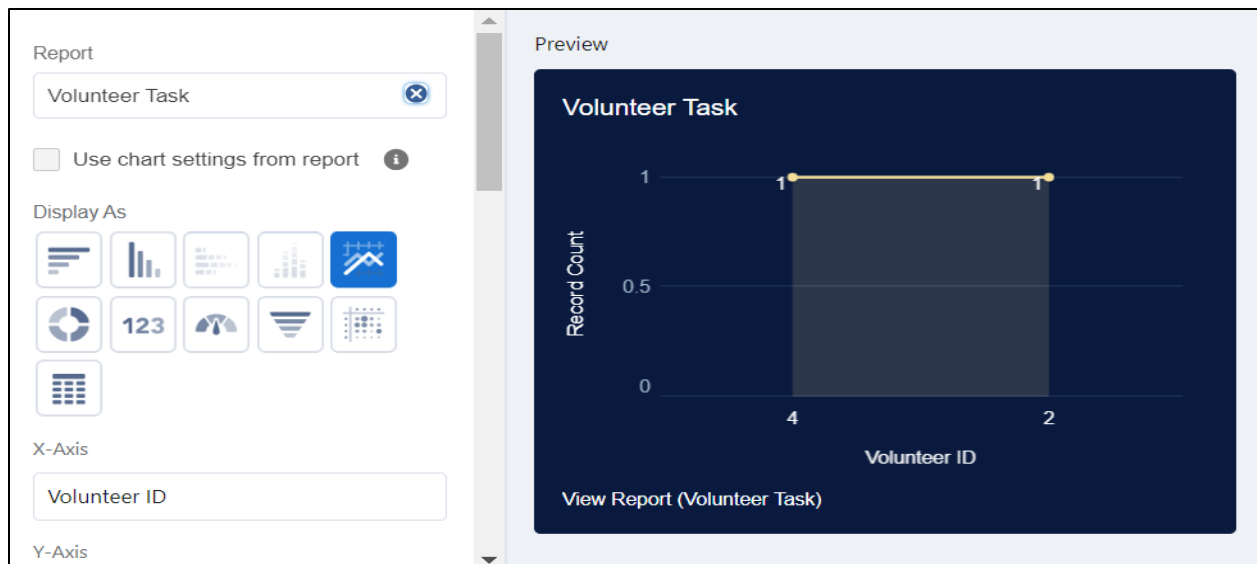 Report
Volunteer Task
Use chart settings from report
Display As
123
X-Axis
Volunteer ID
Y-Axis
Preview
Volunteer Task
1
1
1
0.5
0
Record Count
4
2
Volunteer ID
View Report (Volunteer Task)